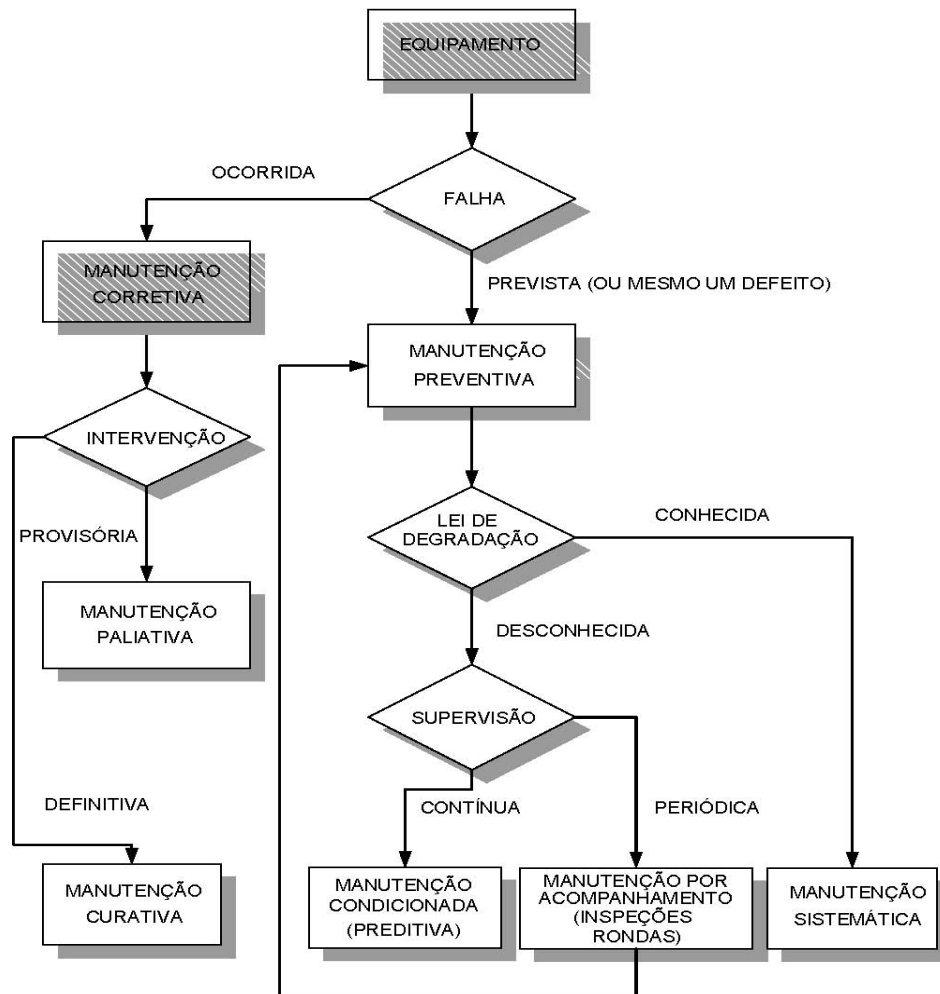 EQUIPAMENTO
OCORRIDA
FALHA
MANUTENÇÃO
CORRETIVA
PREVISTA (OU MESMO UM DEFEITO)
MANUTENÇÃO
PREVENTIVA
INTERVENÇÃO
LEI DE
DEGRADAÇÃO
CONHECIDA
PROVISÓRIA
MANUTENÇÃO
PALIATIVA
DESCONHECIDA
SUPERVISÃO
DEFINITIVA
CONTÍNUA
PERIÓDICA
MANUTENÇÃO
CURATIVA
MANUTENÇÃO
CONDICIONADA
(PREDITIVA)
MANUTENÇÃO POR
ACOMPANHAMENTO
(INSPEÇÕES
RONDAS)
MANUTENÇÃO
SISTEMÁTICA